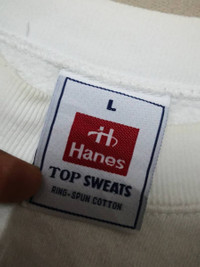 L
Hanes
TOP SWEATS
RING-SPUN COTTON